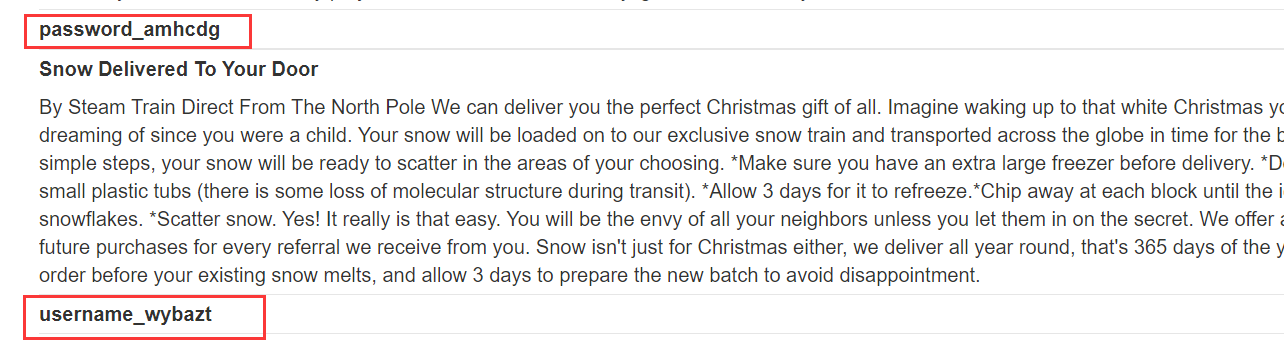 password_amhcdg
Snow Delivered To Your Door
By Steam Train Direct From The North Pole We can deliver you the perfect Christmas gift of all. Imagine waking up to that white Christmas
dreaming of since you were a child. Your snow will be loaded on to our exclusive snow train and transported across the globe in time for the
simple steps, your snow will be ready to scatter in the areas of your choosing. *Make sure you have an extra large freezer before delivery.
small plastic tubs (there is some loss of molecular structure during transit). *Allow 3 days for it to refreeze.*Chip away at each block until the
snowflakes. *Scatter snow. Yes! It really is that easy. You will be the envy of all your neighbors unless you let them in on the secret. We offer
future purchases for every referral we receive from you. Snow isn't just for Christmas either, we deliver all year round, that's 365 days of the
order before your existing snow melts, and allow 3 days to prepare the new batch to avoid disappointment.
username_wybazt